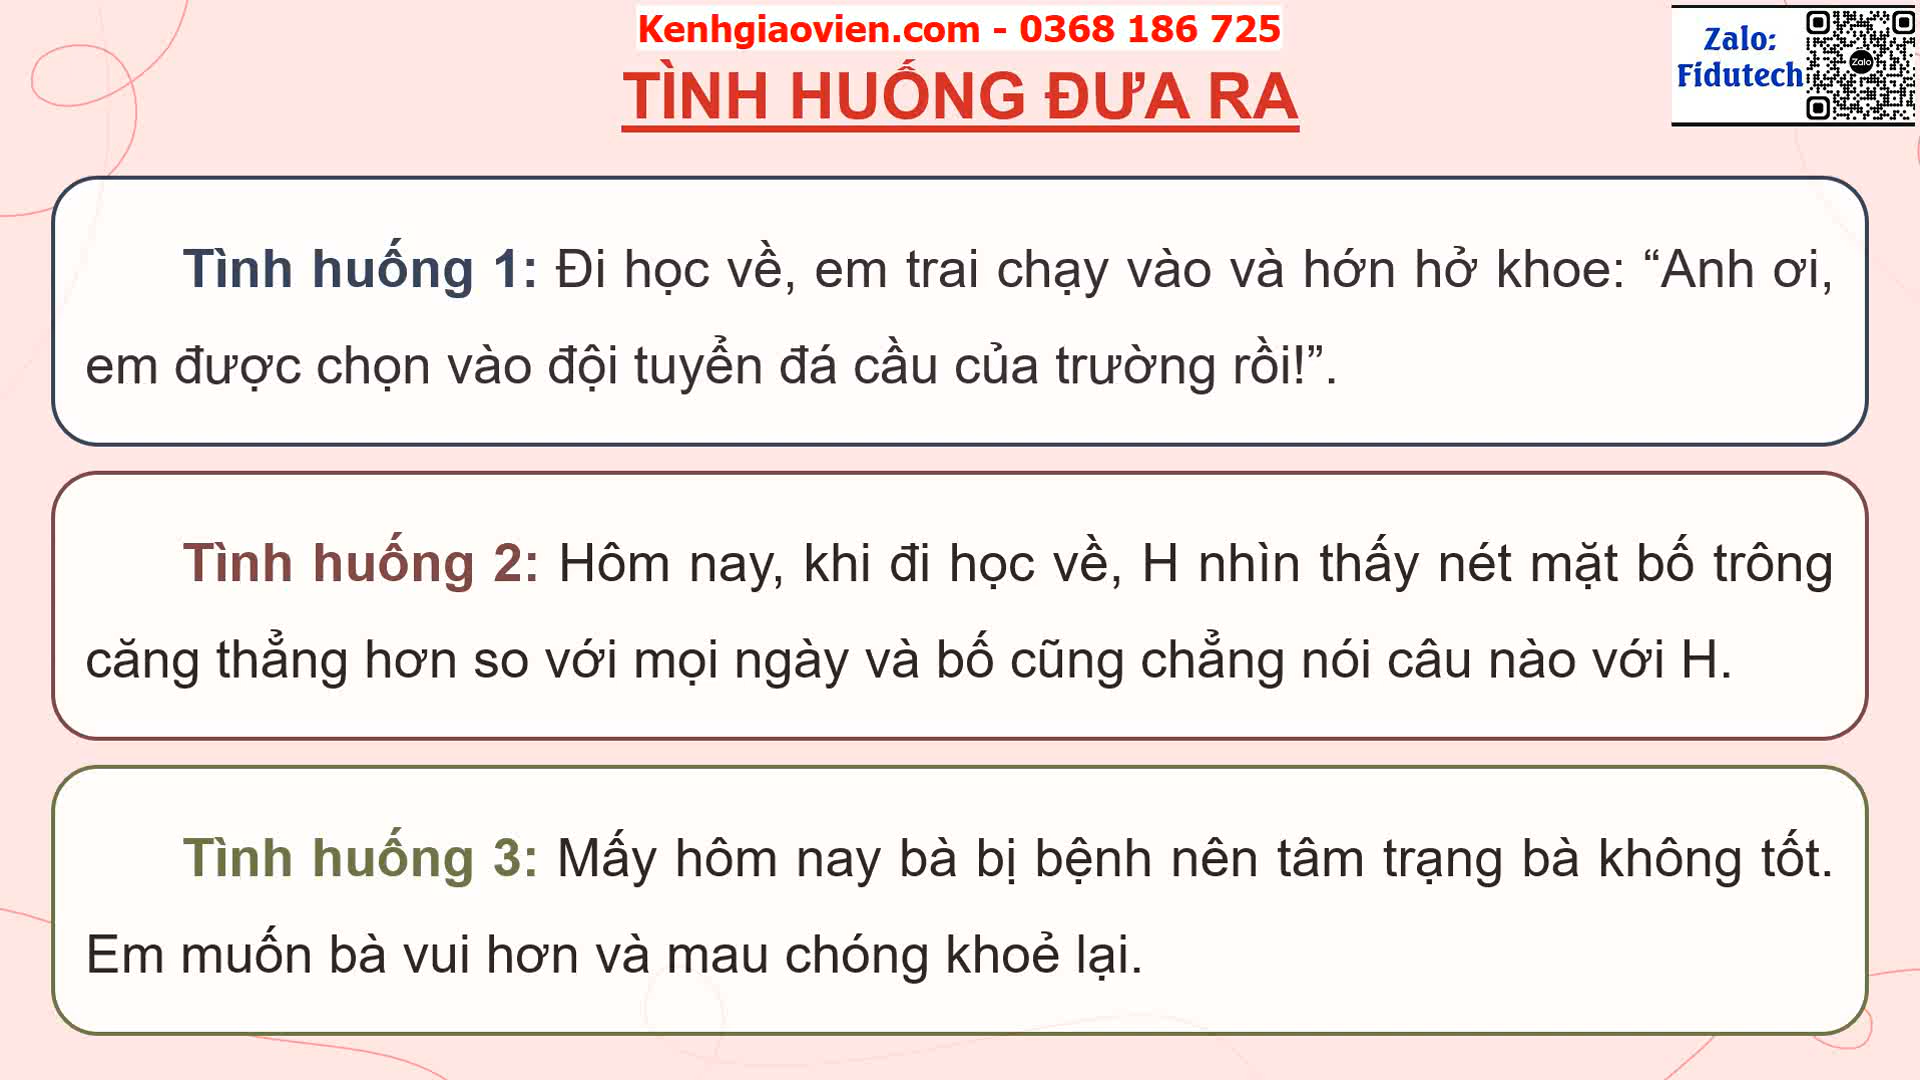 Kenhgiaovien.com - 0368 186 725
Zalo:
Fidutech
Zalo
TÌNH HUỐNG ĐƯA RA
Tình huống 1: Đi học về, em trai chạy vào và hớn hở khoe: “Anh ơi,
em được chọn vào đội tuyển đá cầu của trường rồi!”.
Tình huống 2: Hôm nay, khi đi học về, H nhìn thấy nét mặt bố trông
căng thẳng hơn so với mọi ngày và bố cũng chẳng nói câu nào với H.
Tình huống 3: Mấy hôm nay bà bị bệnh nên tâm trạng bà không tốt.
Em muốn bà vui hơn và mau chóng khoẻ lại.